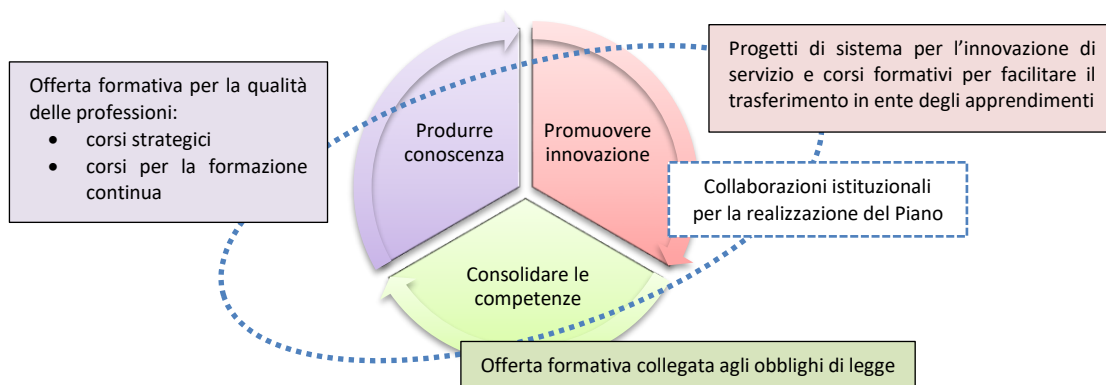 Offerta formativa per la qualità
delle professioni:
• corsi strategici
• corsi per la formazione
continua
Produrre
conoscenza
Promuovere
innovazione
Progetti di sistema per l’innovazione di
servizio e corsi formativi per facilitare il
trasferimento in ente degli apprendimenti
Collaborazioni istituzionali
per la realizzazione del Piano
Consolidare le
competenze
Offerta formativa collegata agli obblighi di legge